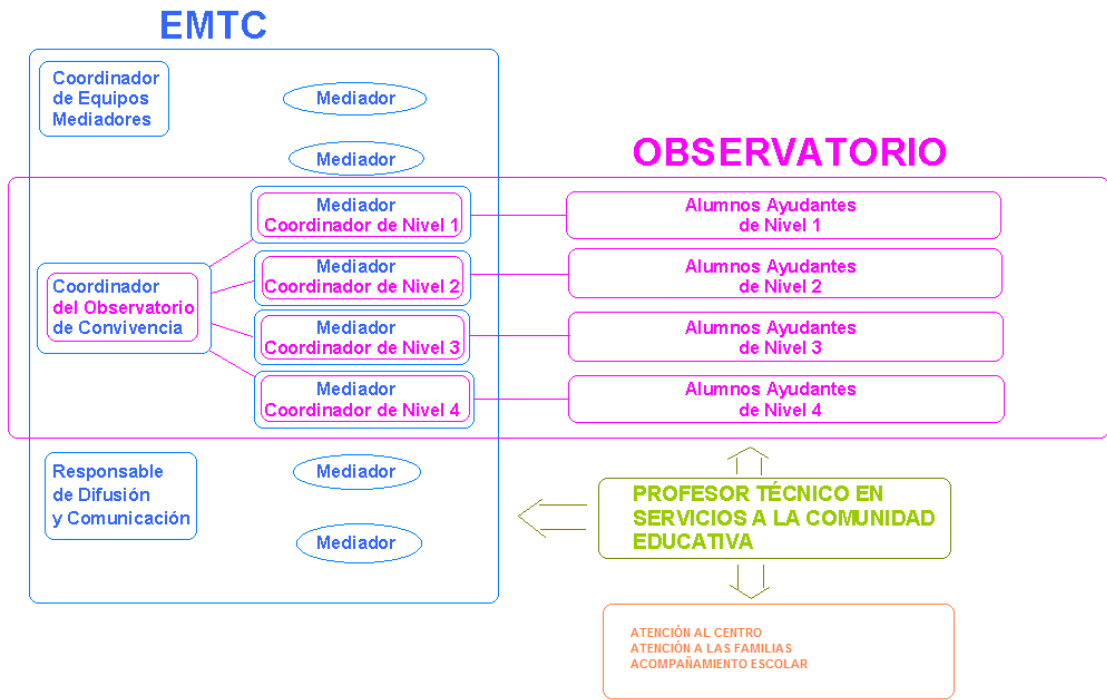 EMTC
Coordinador
de Equipos
Mediadores
Mediador
Mediador
OBSERVATORIO
Mediador
Coordinador de Nivel 1
Alumnos Ayudantes
de Nivel 1
Mediador
Coordinador de Nivel 2
Alumnos Ayudantes
de Nivel 2
Coordinador
del Observatorio
de Convivencia
Mediador
Coordinador de Nivel 3
Alumnos Ayudantes
de Nivel 3
Mediador
Coordinador de Nivel 4
Alumnos Ayudantes
de Nivel 4
Responsable
de Difusión
y Comunicación
Mediador
Mediador
PROFESOR TÉCNICO EN
SERVICIOS A LA COMUNIDAD
EDUCATIVA
ATENCIÓN AL CENTRO
ATENCIÓN A LAS FAMILIAS
ACOMPAÑAMIENTO ESCOLAR